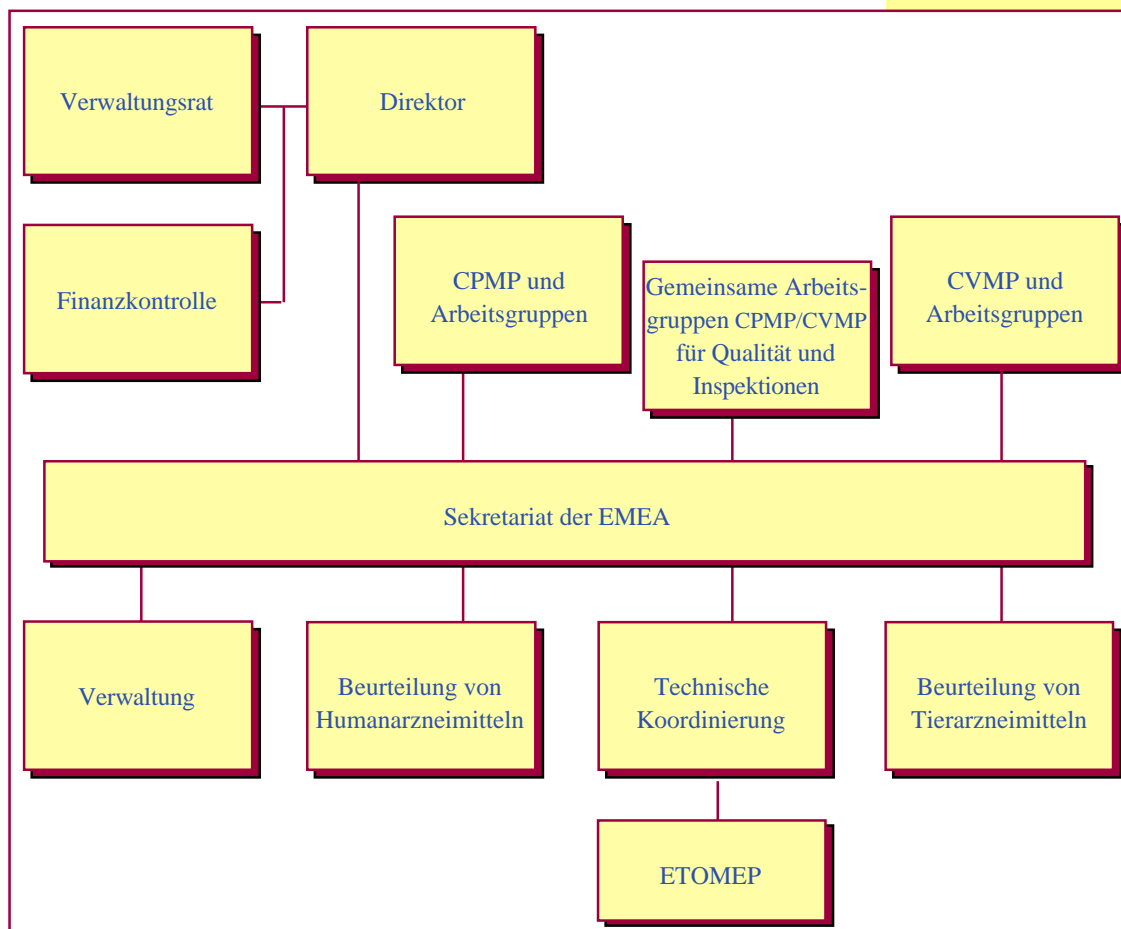 Verwaltungsrat
Direktor
Finanzkontrolle
CPMP und
Arbeitsgruppen
Gemeinsame Arbeits-
gruppen CPMP/CVMP
für Qualität und
Inspektionen
CVMP und
Arbeitsgruppen
Sekretariat der EMEA
Verwaltung
Beurteilung von
Humanarzneimitteln
Technische
Koordinierung
Beurteilung von
Tierarzneimitteln
ETOMEP